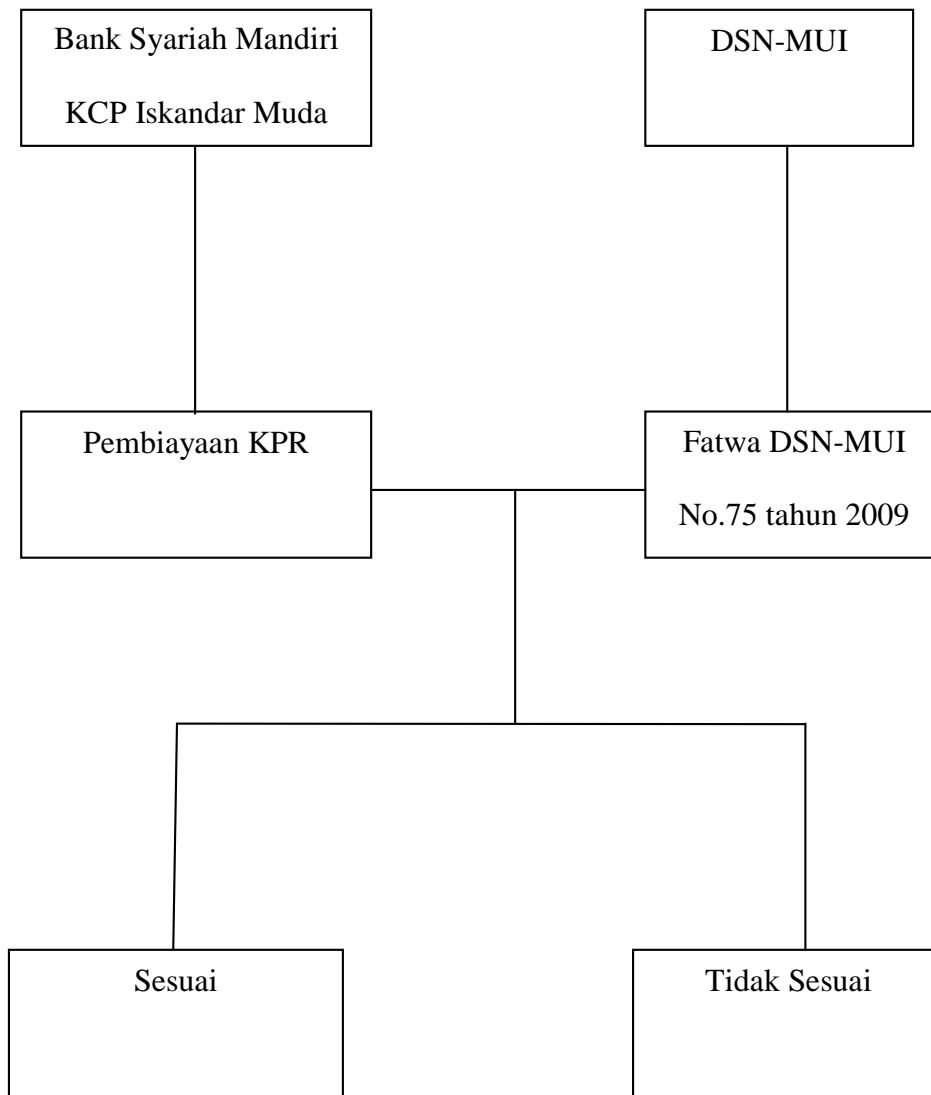 Bank Syariah Mandiri
KCP Iskandar Muda
DSN-MUI
Pembiayaan KPR
Fatwa DSN-MUI
No.75 tahun 2009
Sesuai
Tidak Sesuai